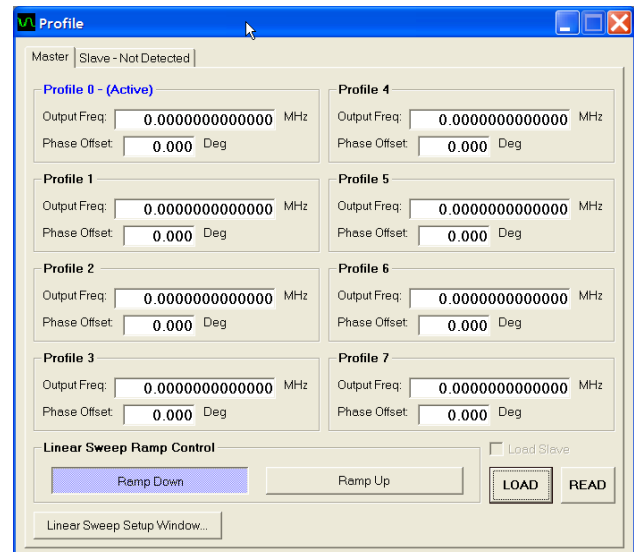 Profile
Master Slave - Not Detected
Profile 0 - (Active)
Output Freq: 0.0000000000000 MHz
Phase Offset: 0.000 Deg
Profile 4
Output Freq: 0.0000000000000 MHz
Phase Offset: 0.000 Deg
Profile 1
Output Freq: 0.0000000000000 MHz
Phase Offset: 0.000 Deg
Profile 5
Output Freq: 0.0000000000000 MHz
Phase Offset: 0.000 Deg
Profile 2
Output Freq: 0.0000000000000 MHz
Phase Offset: 0.000 Deg
Profile 6
Output Freq: 0.0000000000000 MHz
Phase Offset: 0.000 Deg
Profile 3
Output Freq: 0.0000000000000 MHz
Phase Offset: 0.000 Deg
Profile 7
Output Freq: 0.0000000000000 MHz
Phase Offset: 0.000 Deg
Linear Sweep Ramp Control
Ramp Down Ramp Up
Load Slave
LOAD READ
Linear Sweep Setup Window...